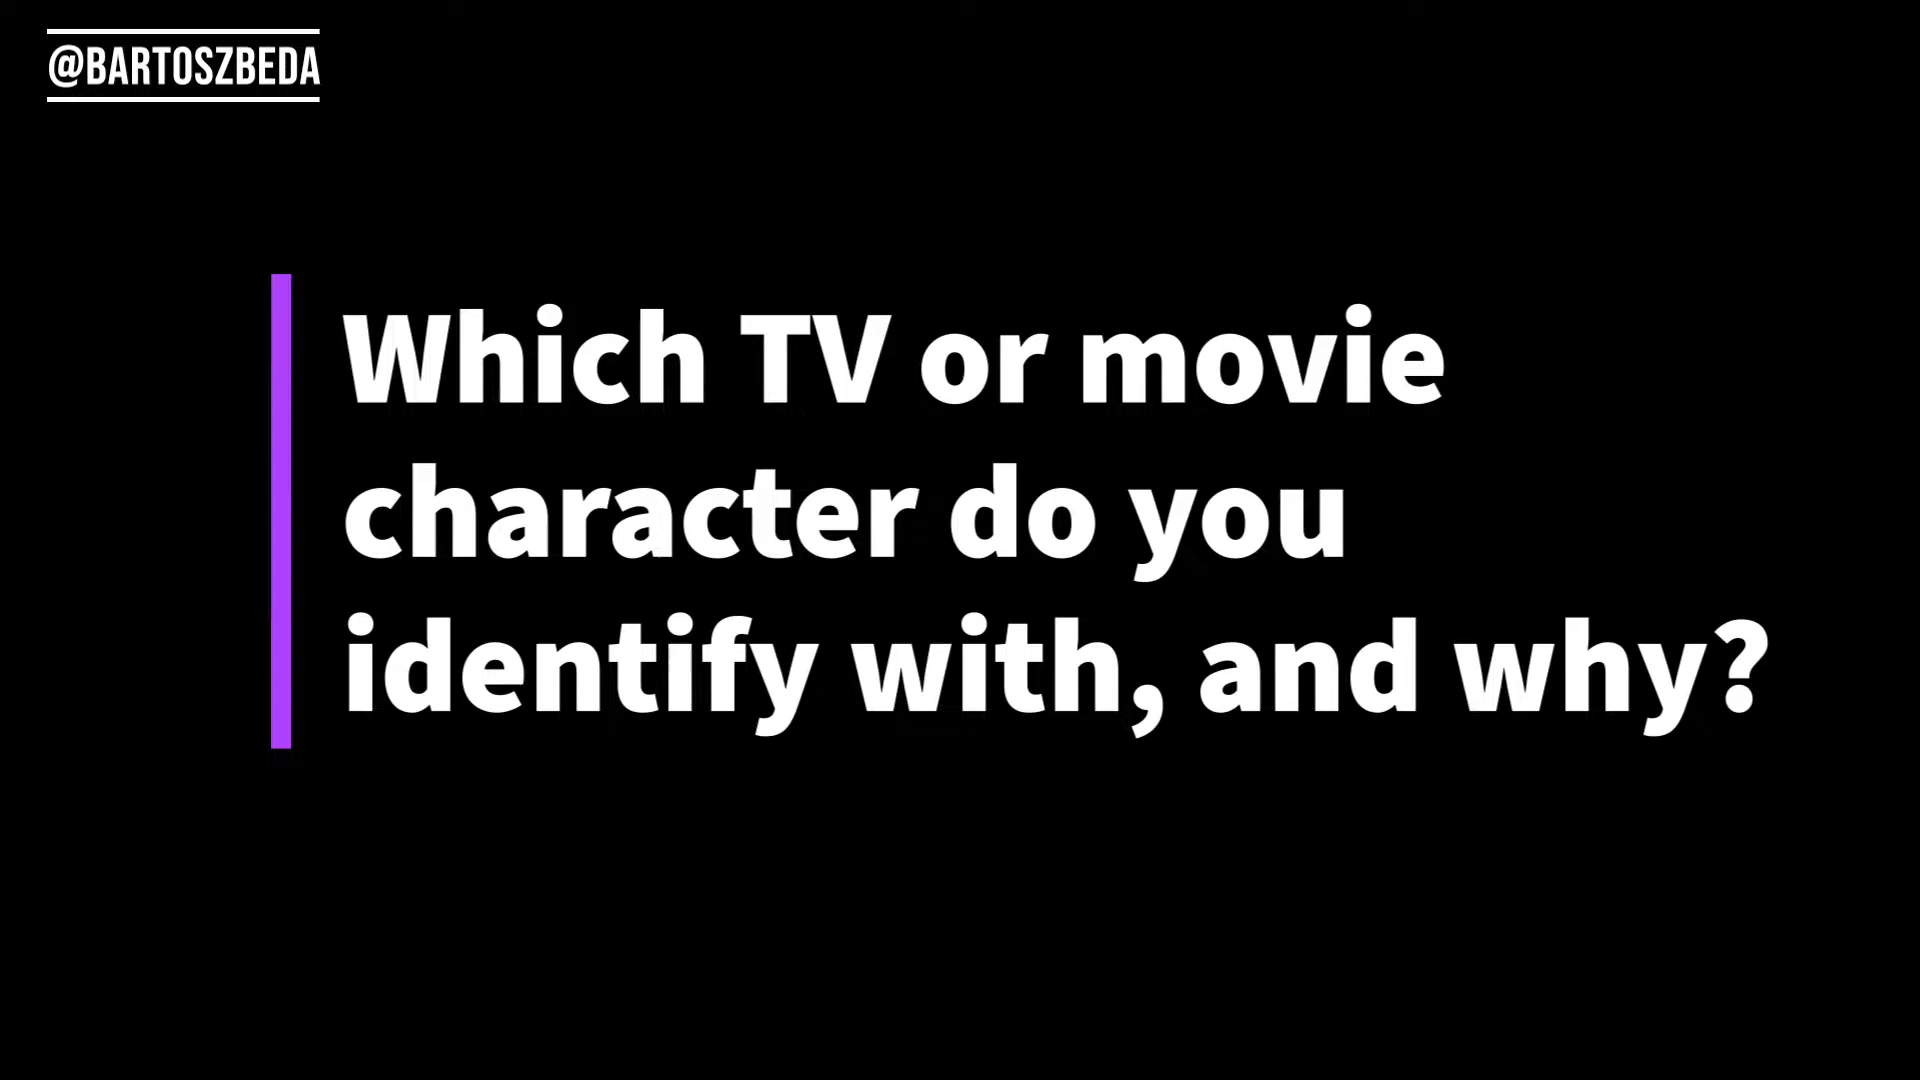 @BARTOSZBEDA
Which TV or movie
character do you
identify with, and why?